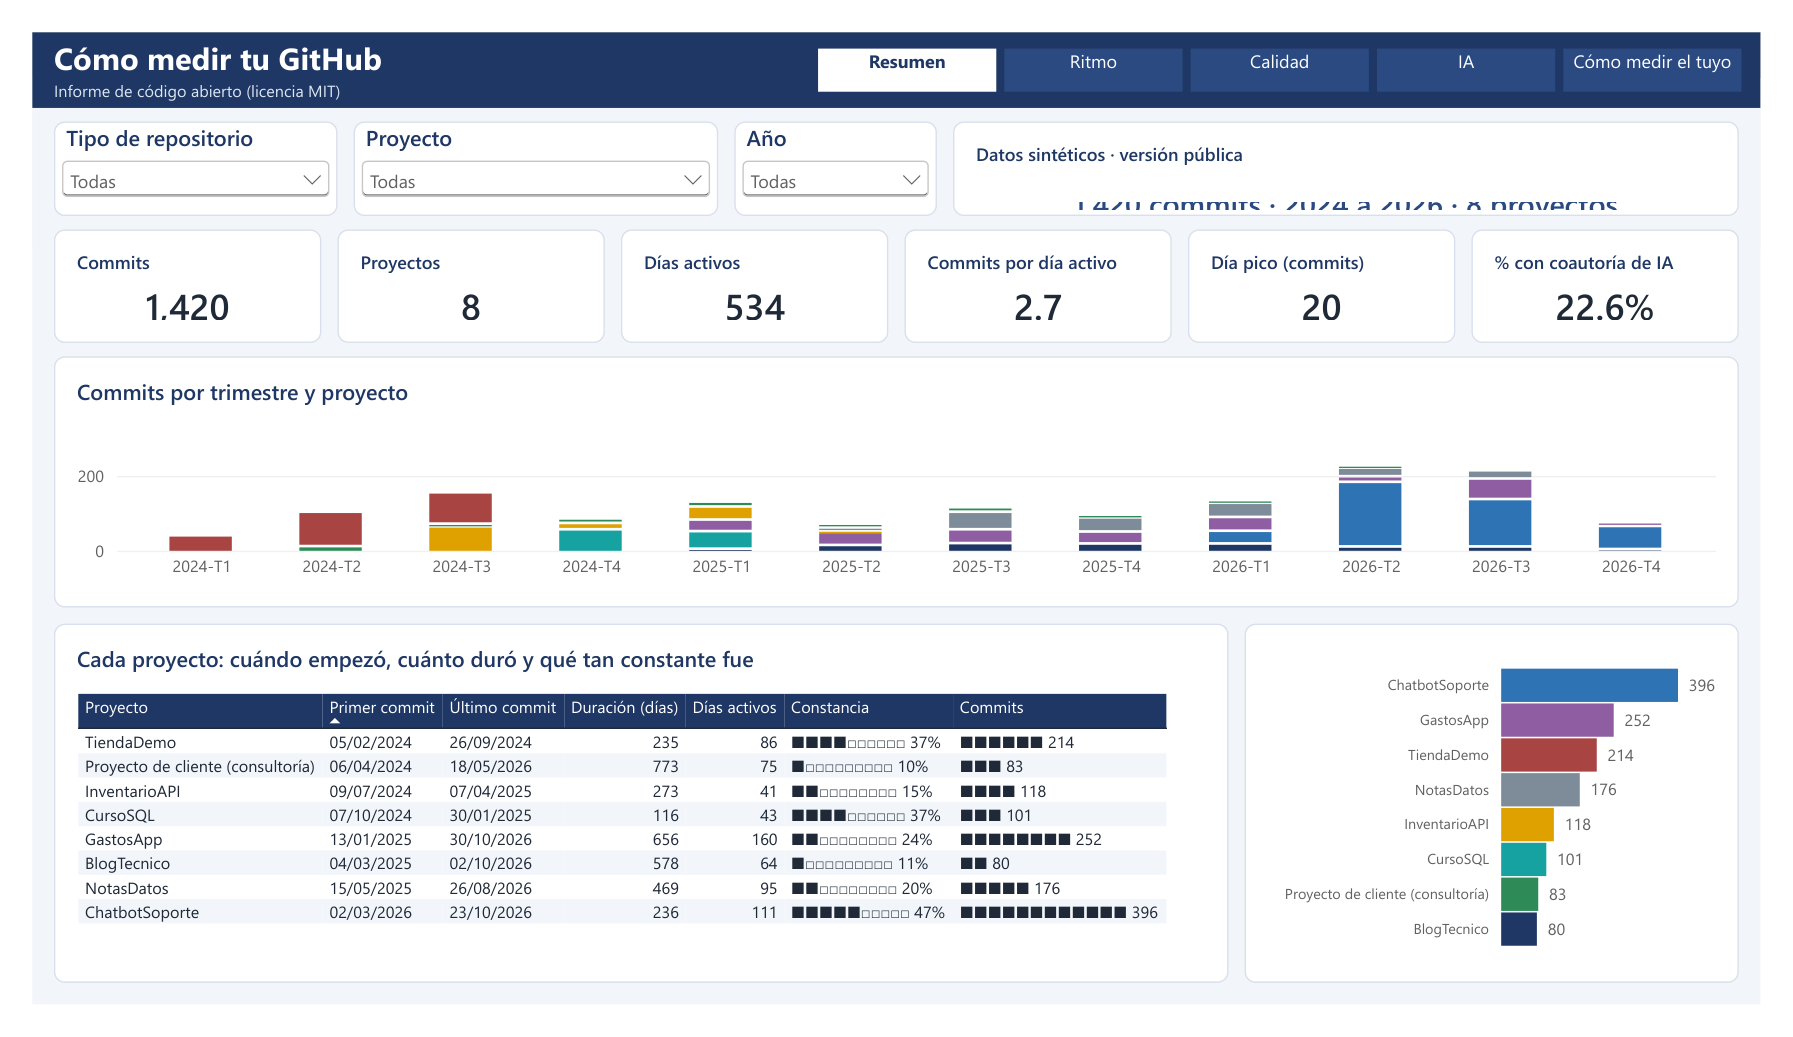 Cómo medir tu GitHub
Informe de código abierto (licencia MIT)
Resumen
Ritmo
Calidad
IA
Cómo medir el tuyo
Tipo de repositorio
Todas
Proyecto
Todas
Año
Todas
Datos sintéticos · versión pública
1.420 commits · 2024 a 2026 · 8 proyectos
Commits
1.420
Proyectos
8
Días activos
534
Commits por día activo
2.7
Día pico (commits)
20
% con coautoría de IA
22.6%
Commits por trimestre y proyecto
200
0
2024-T1 2024-T2 2024-T3 2024-T4 2025-T1 2025-T2 2025-T3 2025-T4 2026-T1 2026-T2 2026-T3 2026-T4
Cada proyecto: cuándo empezó, cuánto duró y qué tan constante fue
Proyecto Primer commit Último commit Duración (días) Días activos Constancia Commits
TiendaDemo 05/02/2024 26/09/2024 235 86 ■■■■□□□□□□ 37% ■■■■■■ 214
Proyecto de cliente (consultoría) 06/04/2024 18/05/2026 773 75 ■□□□□□□□□□ 10% ■■■ 83
InventarioAPI 09/07/2024 07/04/2025 273 41 ■■□□□□□□□□ 15% ■■■■ 118
CursoSQL 07/10/2024 30/01/2025 116 43 ■■■■□□□□□□ 37% ■■■ 101
GastosApp 13/01/2025 30/10/2026 656 160 ■■□□□□□□□□ 24% ■■■■■■■■ 252
BlogTecnico 04/03/2025 02/10/2026 578 64 ■□□□□□□□□□ 11% ■■ 80
NotasDatos 15/05/2025 26/08/2026 469 95 ■■□□□□□□□□ 20% ■■■■■ 176
ChatbotSoporte 02/03/2026 23/10/2026 236 111 ■■■■■□□□□□ 47% ■■■■■■■■■■■■ 396
ChatbotSoporte 396
GastosApp 252
TiendaDemo 214
NotasDatos 176
InventarioAPI 118
CursoSQL 101
Proyecto de cliente (consultoría) 83
BlogTecnico 80